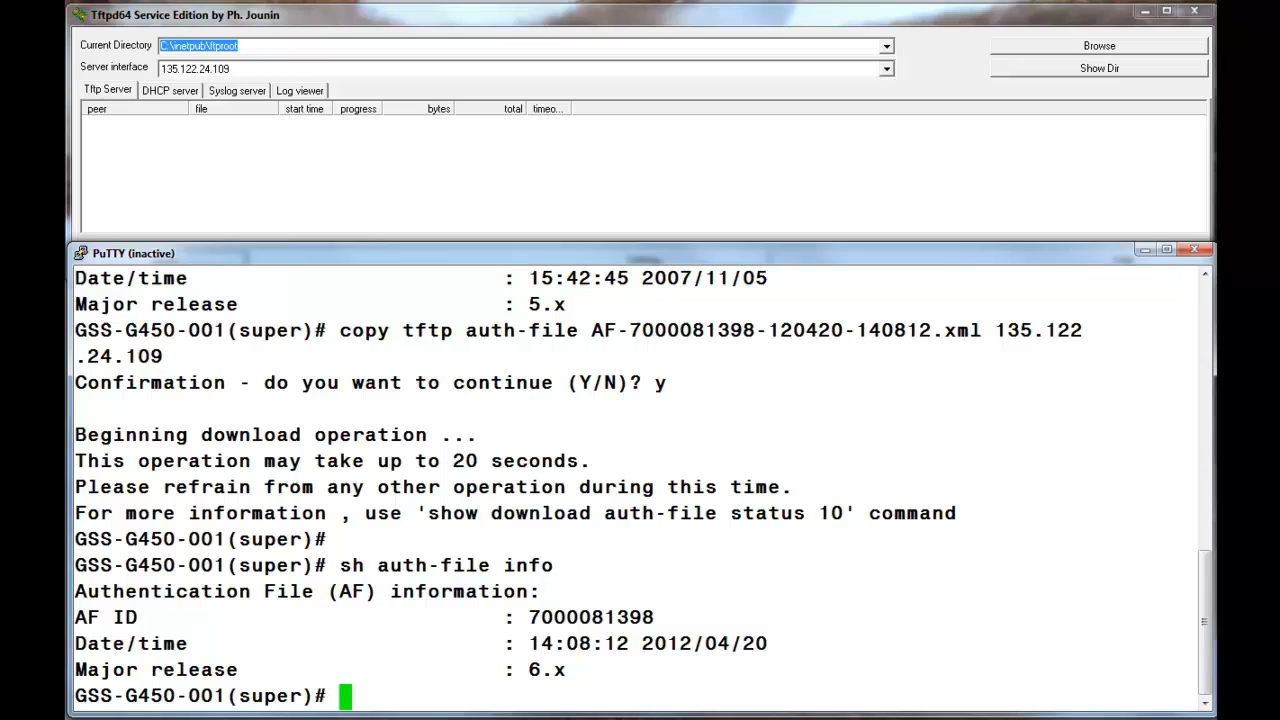 Tftpd64 Service Edition by Ph. Jounin
Current Directory C:\inetpub\ftproot Browse
Server interface 135.122.24.109 Show Dir
Tftp Server DHCP server Syslog server Log viewer
peer file start time progress bytes total timeo...
PuTTY (inactive)
Date/time : 15:42:45 2007/11/05
Major release : 5.x
GSS-G450-001(super)# copy tftp auth-file AF-7000081398-120420-140812.xml 135.122
.24.109
Confirmation - do you want to continue (Y/N)? y
Beginning download operation ...
This operation may take up to 20 seconds.
Please refrain from any other operation during this time.
For more information , use 'show download auth-file status 10' command
GSS-G450-001(super)#
GSS-G450-001(super)# sh auth-file info
Authentication File (AF) information:
AF ID : 7000081398
Date/time : 14:08:12 2012/04/20
Major release : 6.x
GSS-G450-001(super)#